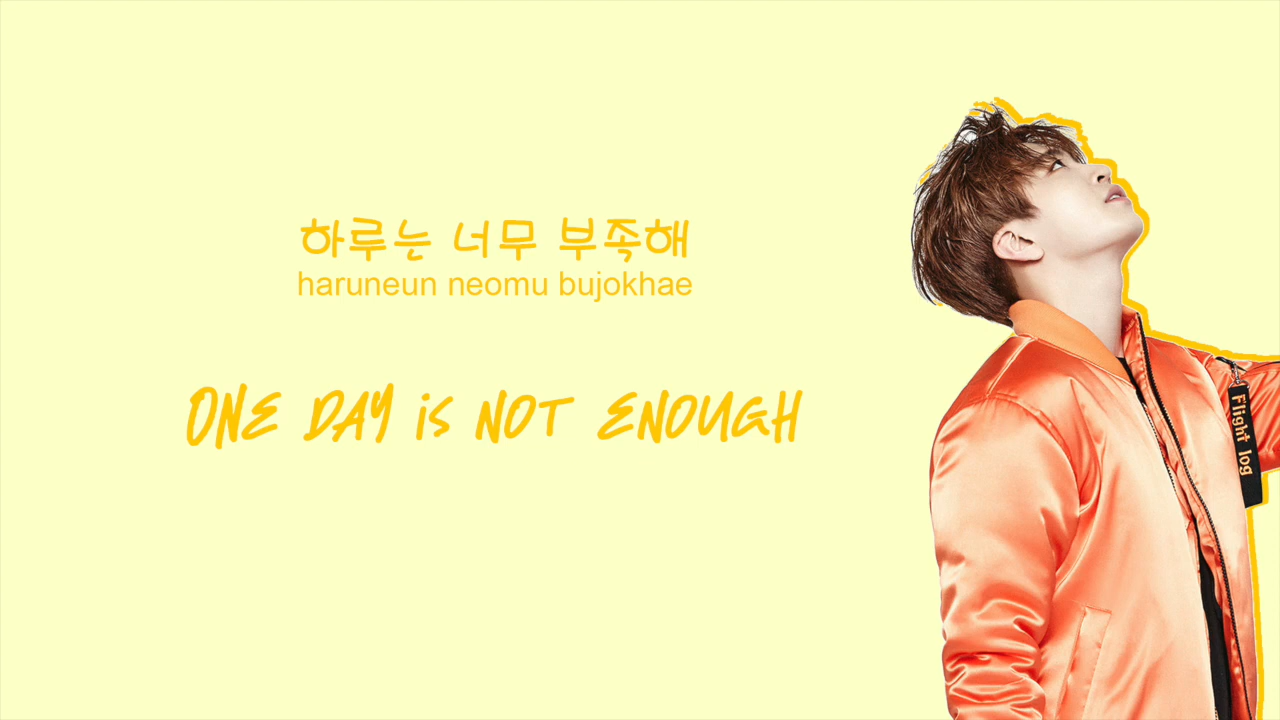 하루는 너무 부족해
haruneun neomu bujokhae
ONE DAY is NOT ENOUGH
Flight log